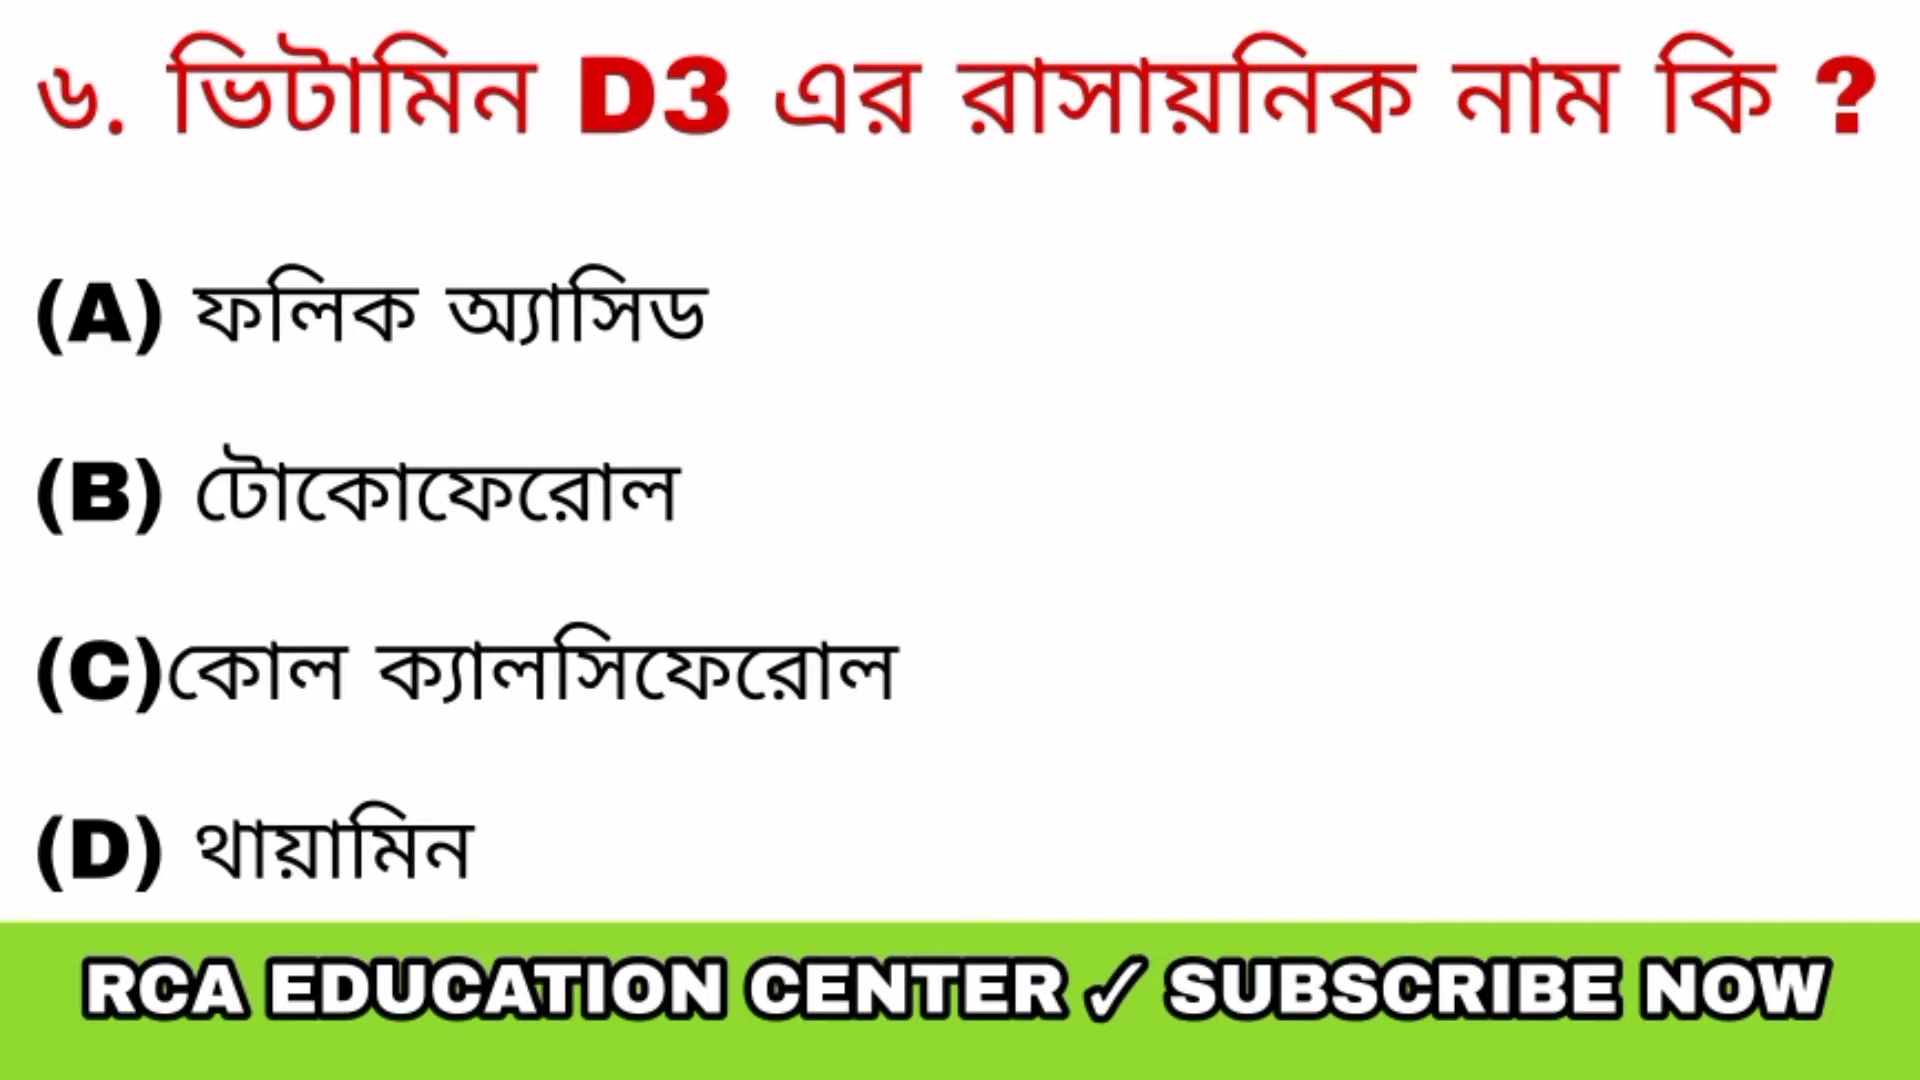 ৬. ভিটামিন D3 এর রাসায়নিক নাম কি ?
(A) ফলিক অ্যাসিড
(B) টোকোফেরোল
(C)কোল ক্যালসিফেরোল
(D) থায়ামিন
RCA EDUCATION CENTER ✓ SUBSCRIBE NOW